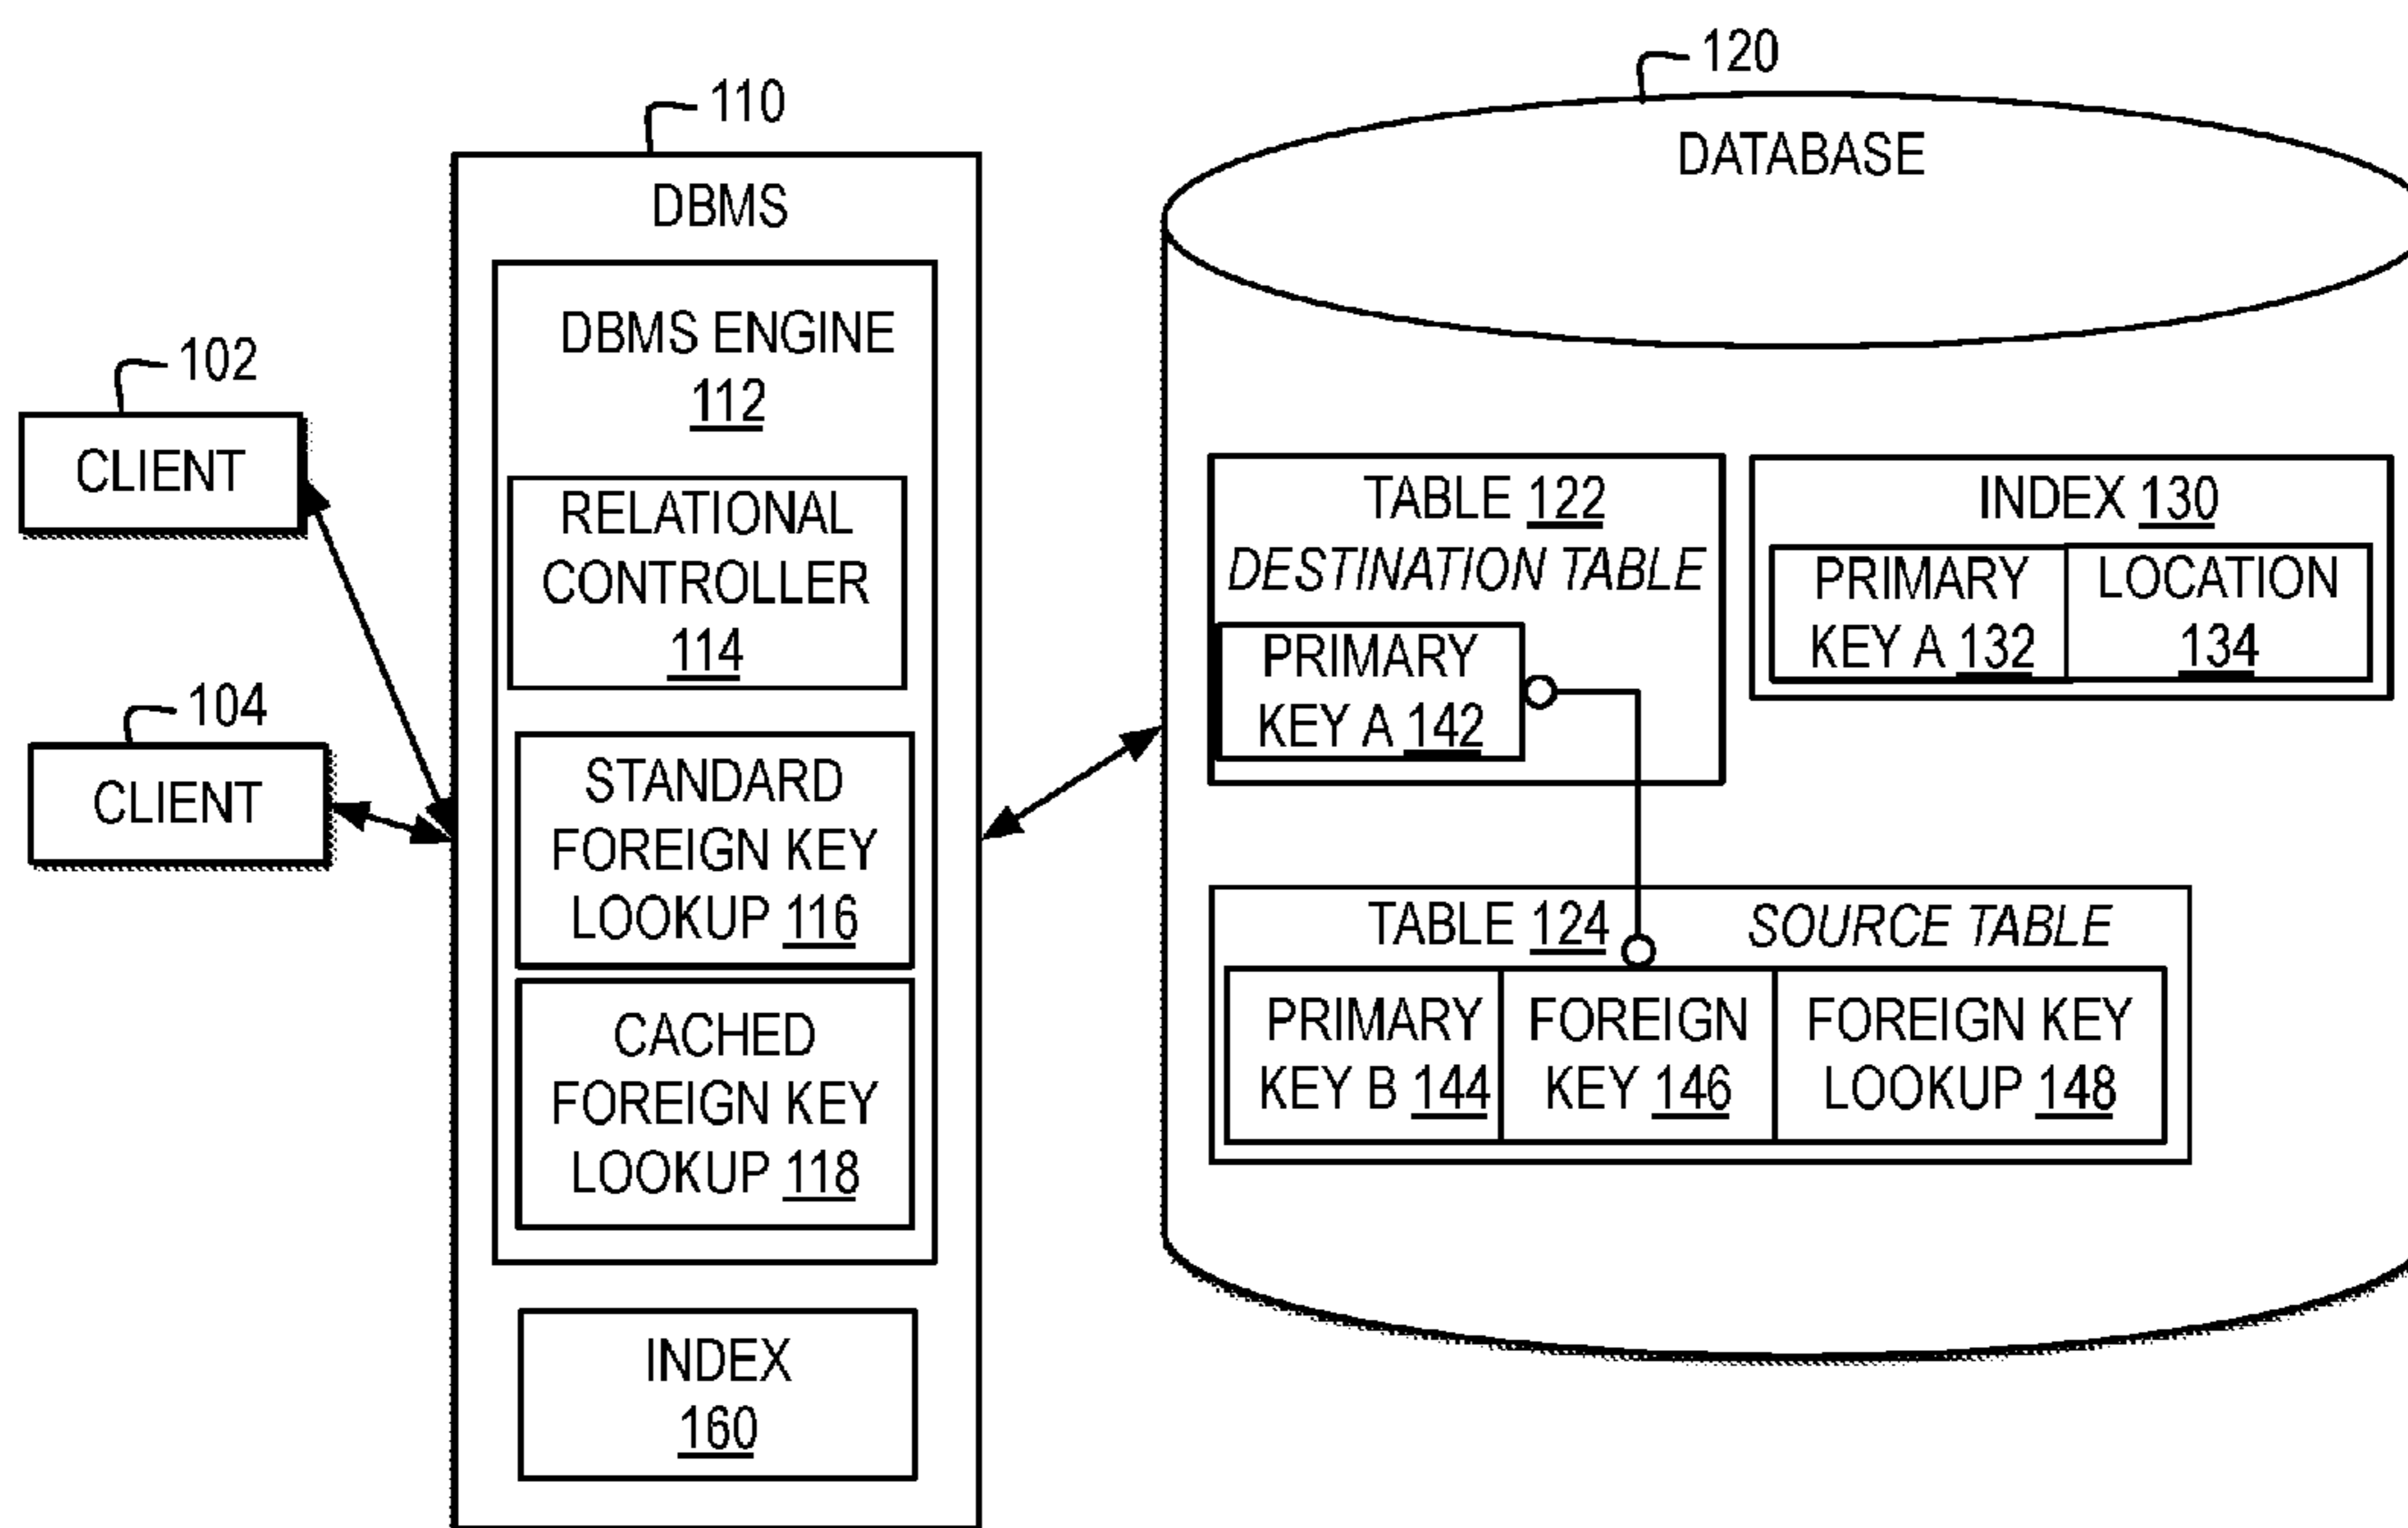 102
CLIENT
104
CLIENT
110
DBMS
DBMS ENGINE
112
RELATIONAL
CONTROLLER
114
STANDARD
FOREIGN KEY
LOOKUP 116
CACHED
FOREIGN KEY
LOOKUP 118
INDEX
160
120
DATABASE
TABLE 122
DESTINATION TABLE
PRIMARY
KEY A 142
INDEX 130
PRIMARY
KEY A 132
LOCATION
134
TABLE 124
SOURCE TABLE
PRIMARY
KEY B 144
FOREIGN
KEY 146
FOREIGN KEY
LOOKUP 148